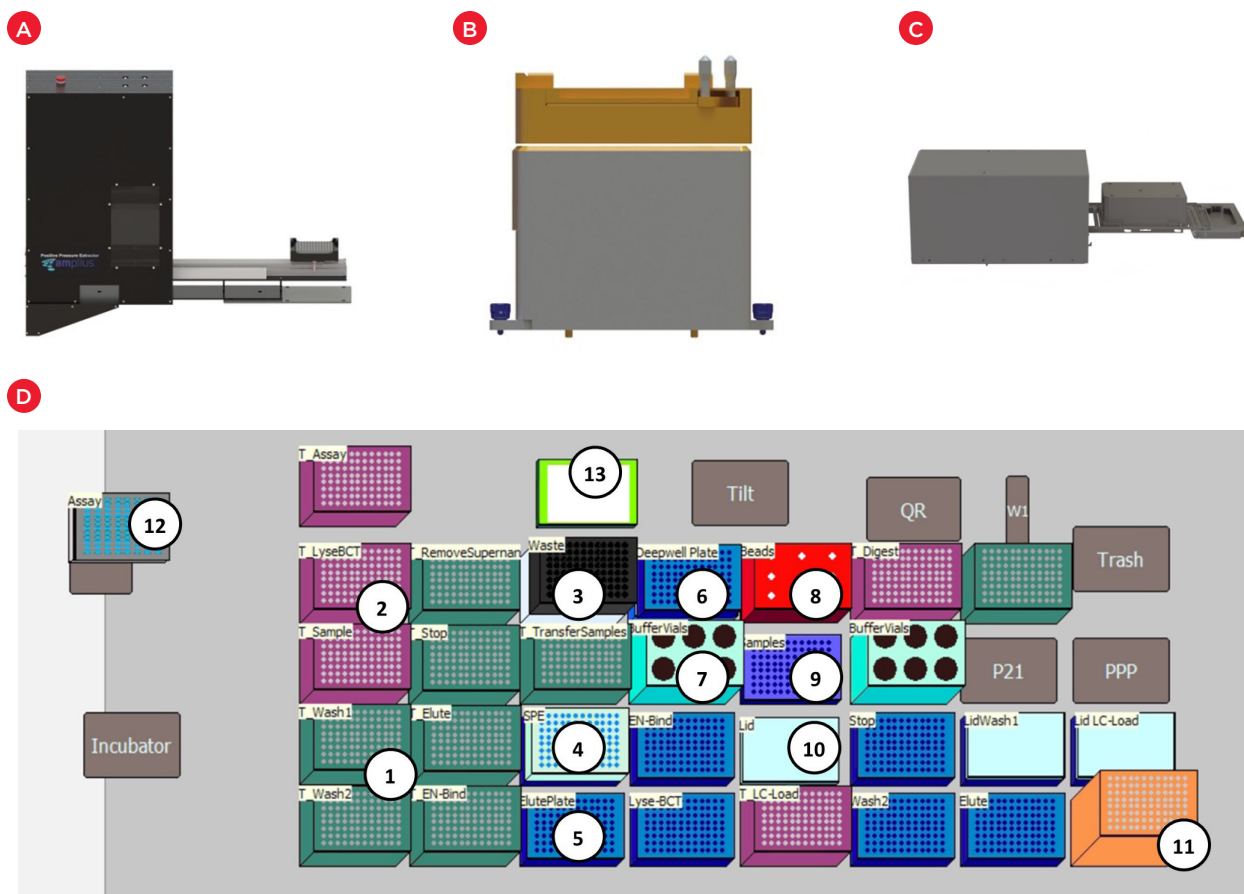 A
B
C
Positive Pressure Extractor
amplius
D
T_Assay
13
Tilt
QR
W1
Assay
12
T_LyseBCT
T_RemoveSupernan
Waste
Deepwell Plate
Beads
T_Digest
Trash
2
3
6
8
T_Sample
T_Stop
T_TransferSamples
BufferVials
Samples
BufferVials
7
9
P21
PPP
T_Wash1
T_Elute
SPE
EN-Bind
Lid
Stop
LidWash1
Lid LC-Load
Incubator
1
4
10
T_Wash2
T_EN-Bind
ElutePlate
Lyse-BCT
T_LC-Load
Wash2
Elute
5
11